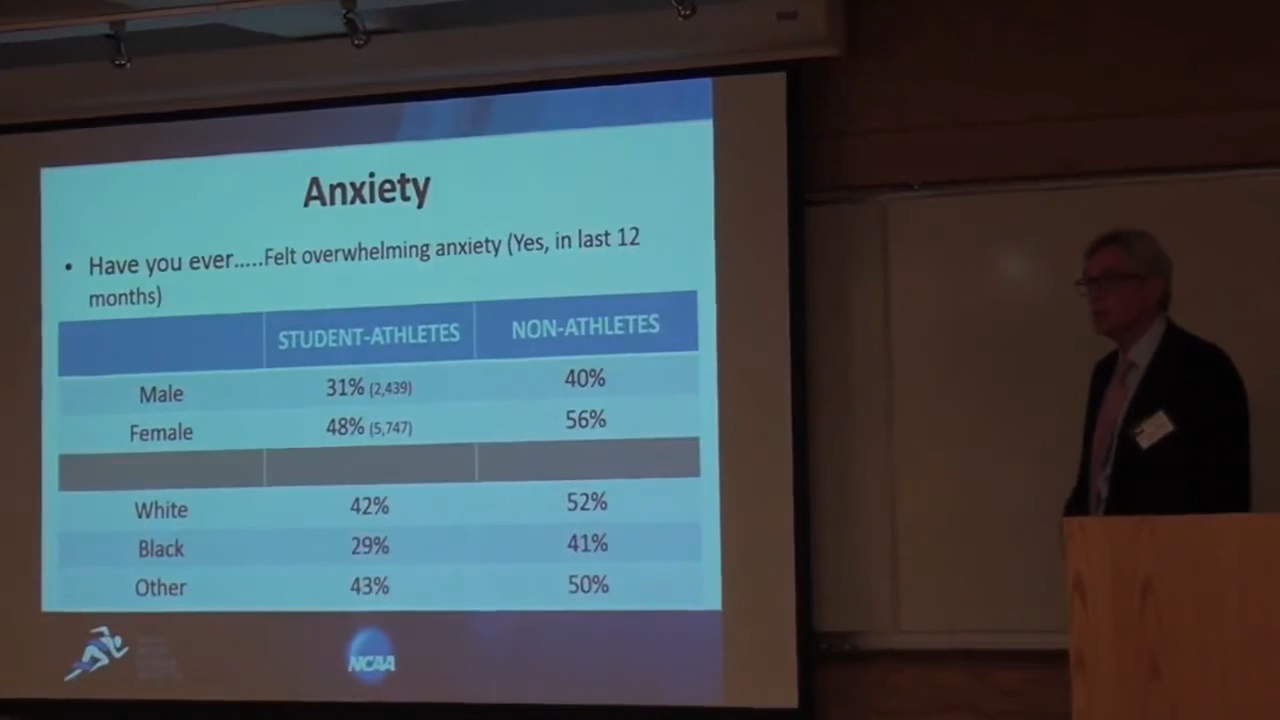 Anxiety
• Have you ever.....Felt overwhelming anxiety (Yes, in last 12
months)
STUDENT-ATHLETES NON-ATHLETES
Male 31% (2,439) 40%
Female 48% (5,747) 56%
White 42% 52%
Black 29% 41%
Other 43% 50%
NCAA